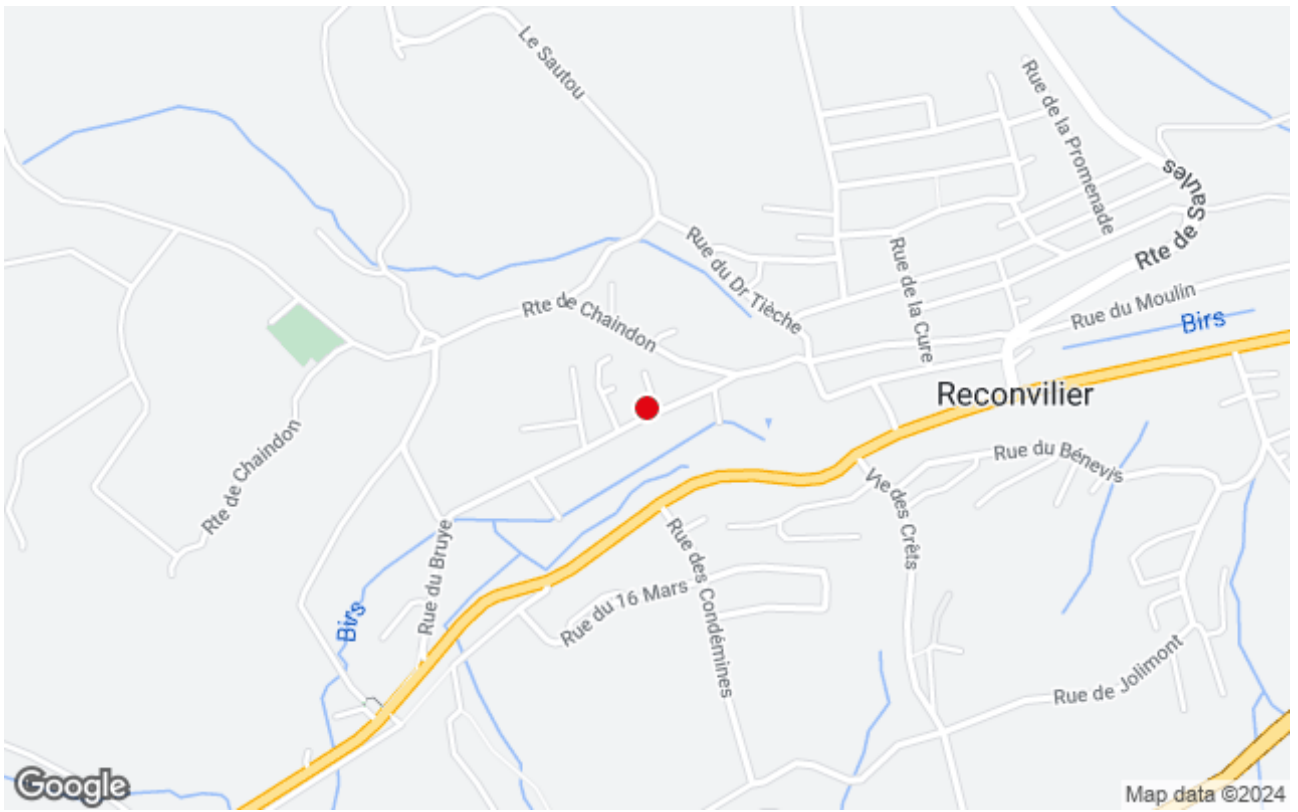 Le Sautou
Rue de la Promenade
Rte de Saules
Rue du Dr Tièche
Rue de la Cure
Rue du Moulin
Birs
Rte de Chaindon
Reconvilier
Rte de Chaindon
Rue du Bénevis
Vie des Crêts
Rue du Bruye
Rue des Condémines
Rue du 16 Mars
Birs
Rue de Jolimont
Google
Map data ©2024